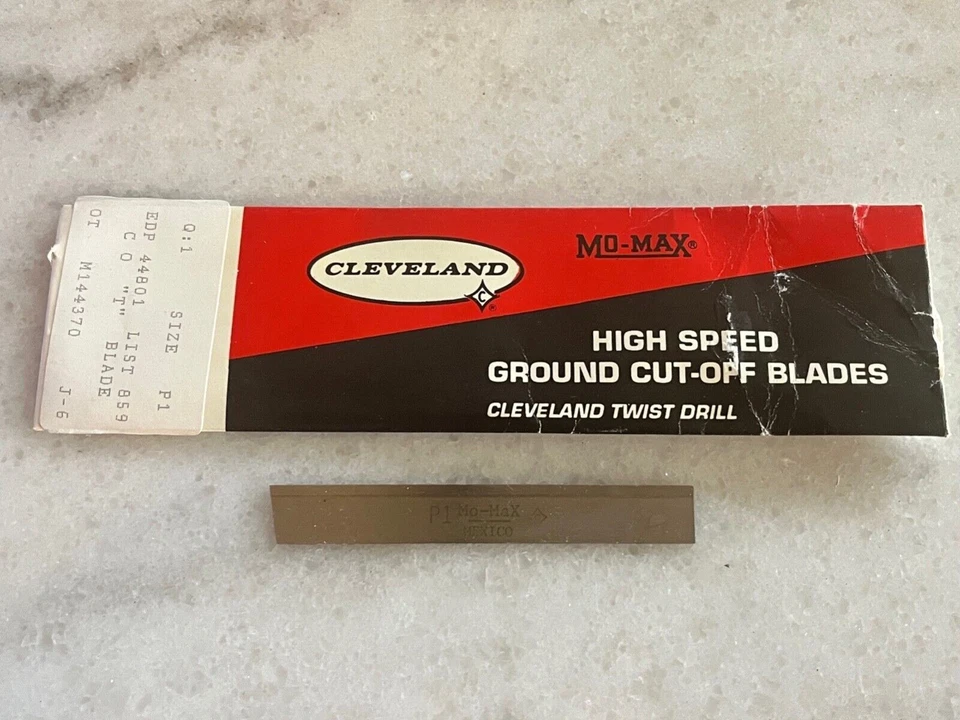 Q:1 SIZE P1
EDP 44801 LIST 859
C O "T" BLADE
OT M144370 J-6
CLEVELAND
C®
MO-MAX®
HIGH SPEED
GROUND CUT-OFF BLADES
CLEVELAND TWIST DRILL
P1 Mo-MaX
MEXICO